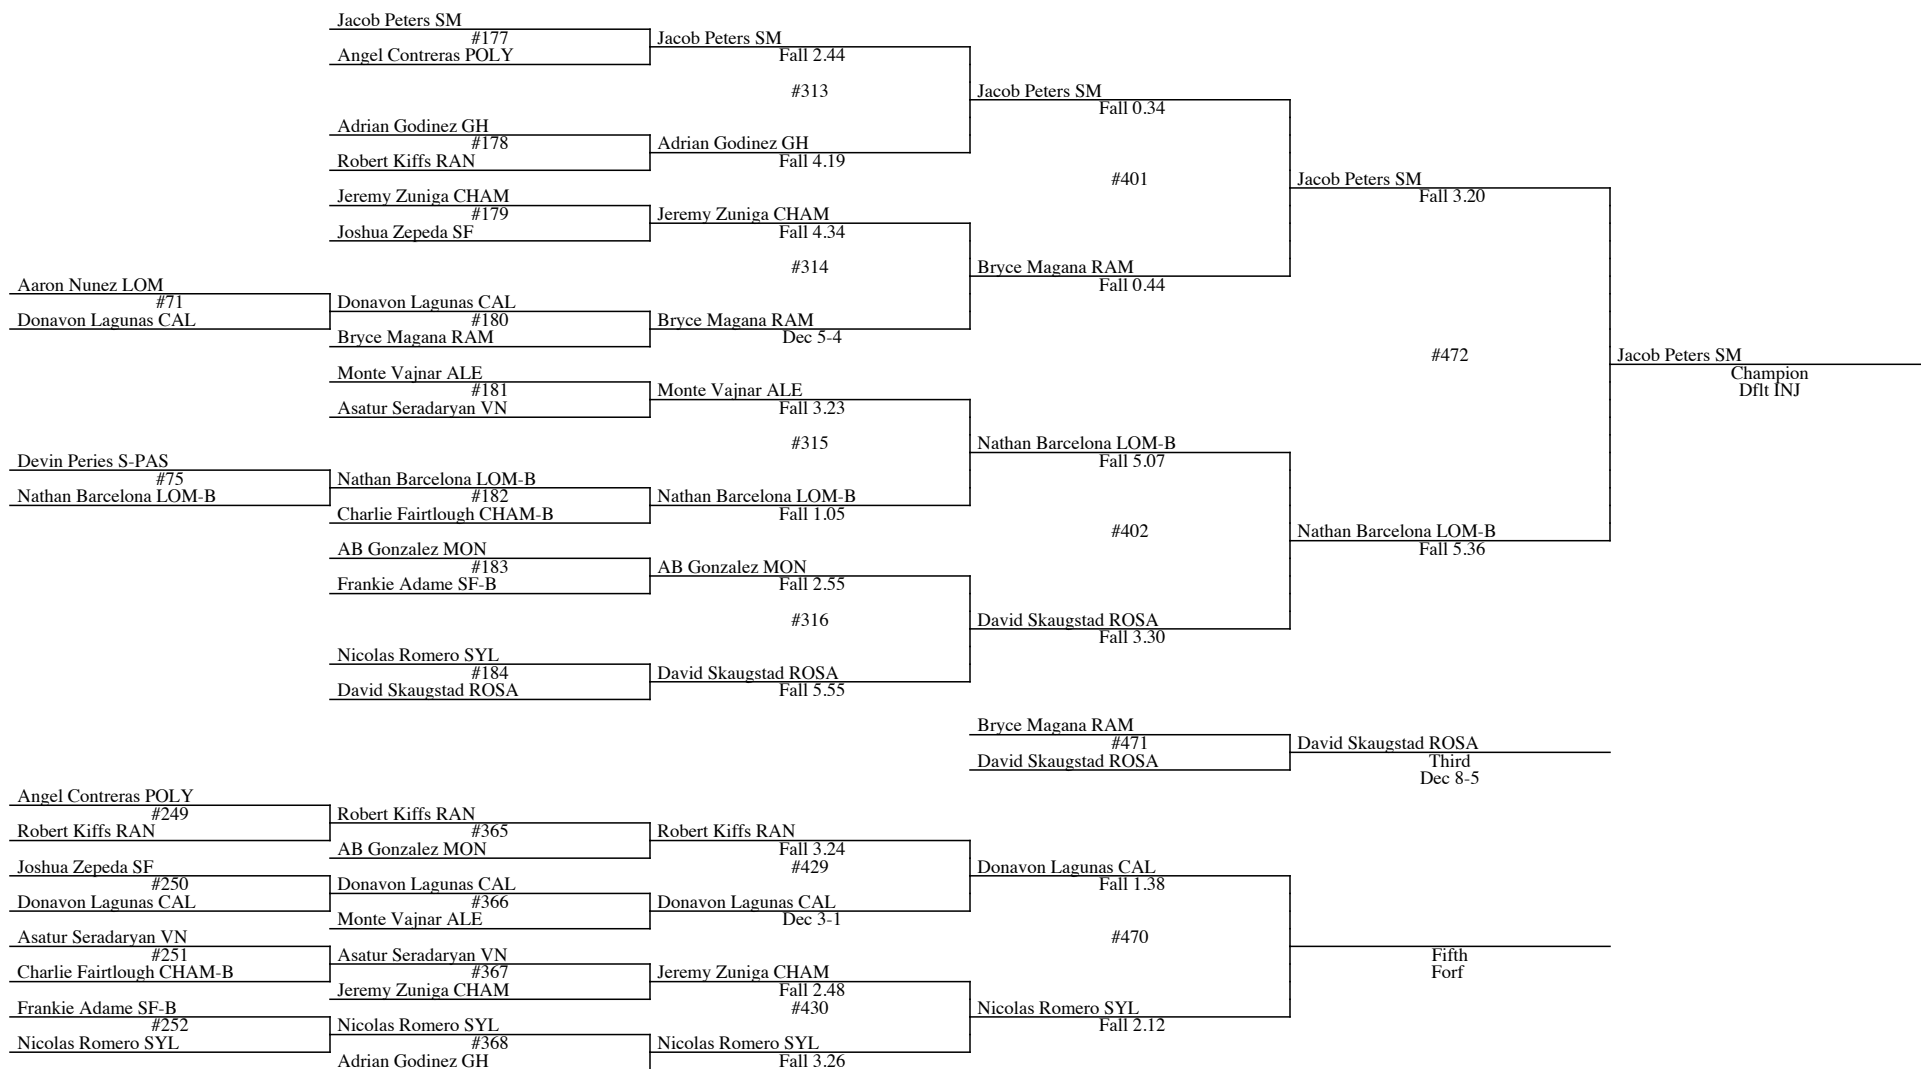 Jacob Peters SM
#177
Angel Contreras POLY
Jacob Peters SM
Fall 2.44
#313
Adrian Godinez GH
#178
Robert Kiffs RAN
Adrian Godinez GH
Fall 4.19
Jacob Peters SM
Fall 0.34
#401
Jeremy Zuniga CHAM
#179
Joshua Zepeda SF
Jeremy Zuniga CHAM
Fall 4.34
#314
Aaron Nunez LOM
#71
Donavon Lagunas CAL
Donavon Lagunas CAL
#180
Bryce Magana RAM
Bryce Magana RAM
Dec 5-4
Bryce Magana RAM
Fall 0.44
Jacob Peters SM
Fall 3.20
#472
Jacob Peters SM
Champion
Dflt INJ
Monte Vajnar ALE
#181
Asatur Seradaryan VN
Monte Vajnar ALE
Fall 3.23
#315
Devin Peries S-PAS
#75
Nathan Barcelona LOM-B
Nathan Barcelona LOM-B
#182
Charlie Fairtlough CHAM-B
Nathan Barcelona LOM-B
Fall 1.05
Nathan Barcelona LOM-B
Fall 5.07
#402
Nathan Barcelona LOM-B
Fall 5.36
AB Gonzalez MON
#183
Frankie Adame SF-B
AB Gonzalez MON
Fall 2.55
#316
Nicolas Romero SYL
#184
David Skaugstad ROSA
David Skaugstad ROSA
Fall 5.55
David Skaugstad ROSA
Fall 3.30
Bryce Magana RAM
#471
David Skaugstad ROSA
David Skaugstad ROSA
Third
Dec 8-5
Angel Contreras POLY
#249
Robert Kiffs RAN
Robert Kiffs RAN
#365
AB Gonzalez MON
Robert Kiffs RAN
Fall 3.24
#429
Joshua Zepeda SF
#250
Donavon Lagunas CAL
Donavon Lagunas CAL
#366
Monte Vajnar ALE
Donavon Lagunas CAL
Dec 3-1
Donavon Lagunas CAL
Fall 1.38
#470
Fifth
Forf
Asatur Seradaryan VN
#251
Charlie Fairtlough CHAM-B
Asatur Seradaryan VN
#367
Jeremy Zuniga CHAM
Jeremy Zuniga CHAM
Fall 2.48
#430
Frankie Adame SF-B
#252
Nicolas Romero SYL
Nicolas Romero SYL
#368
Adrian Godinez GH
Nicolas Romero SYL
Fall 3.26
Nicolas Romero SYL
Fall 2.12